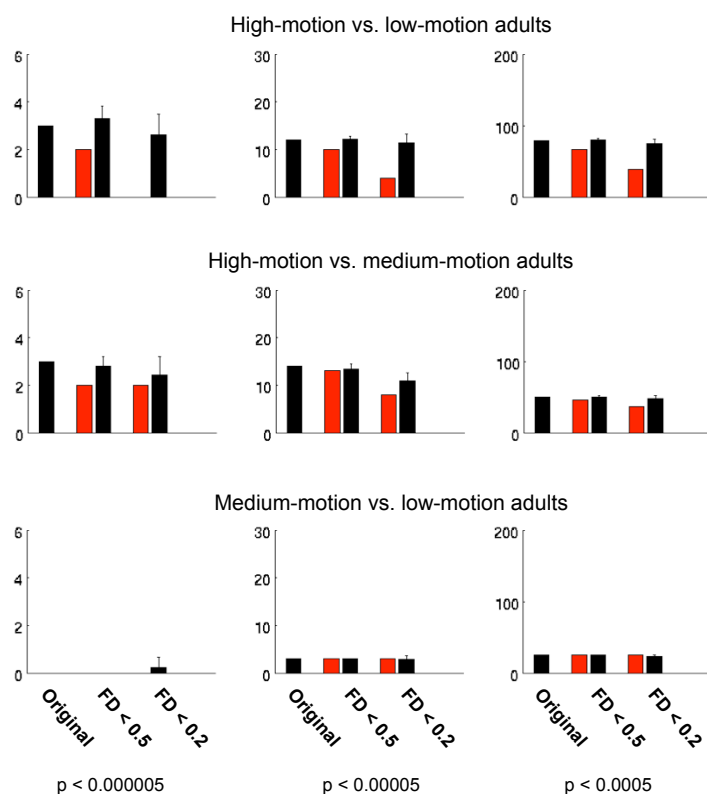 High-motion vs. low-motion adults
6 30 200
4 20
100
2 10
0 0 0
High-motion vs. medium-motion adults
6 30 200
4 20
100
2 10
0 0 0
Medium-motion vs. low-motion adults
6 30 200
4 20
100
2 10
0 0 0
Original FD < 0.5 FD < 0.2 Original FD < 0.5 FD < 0.2 Original FD < 0.5 FD < 0.2
p < 0.000005 p < 0.00005 p < 0.0005